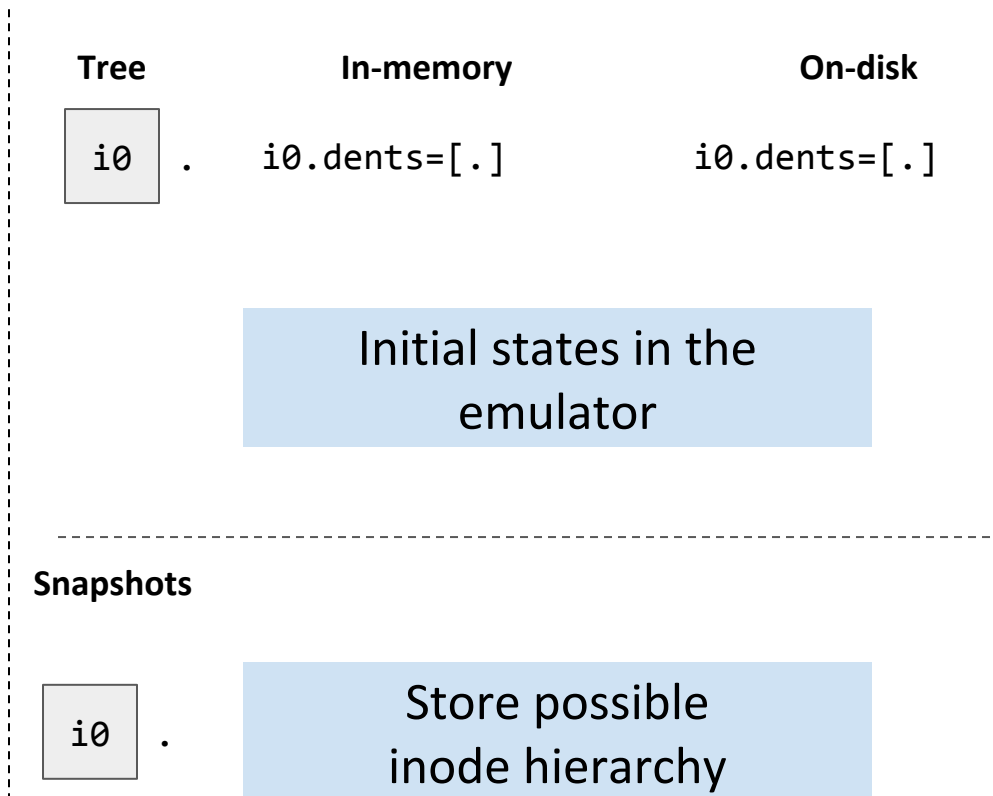 Tree In-memory On-disk
i0 . i0.dents=[.] i0.dents=[.]
Initial states in the
emulator
Snapshots
i0 .
Store possible
inode hierarchy